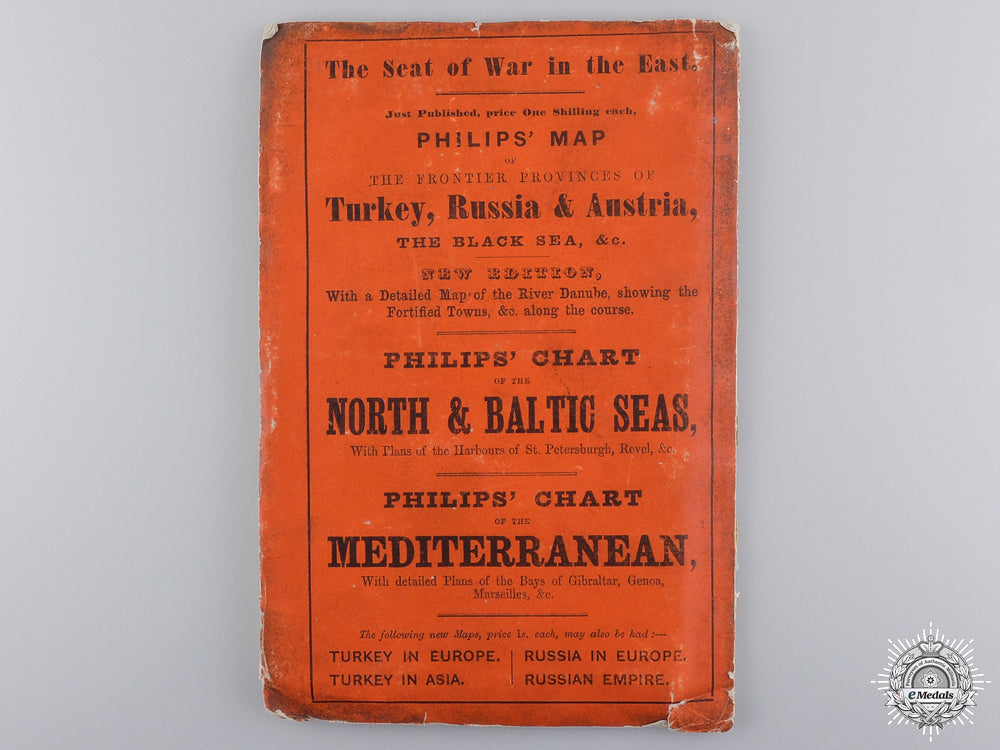 The Seat of War in the East.
Just Published, price One Shilling each,
PHILIPS' MAP
OF
THE FRONTIER PROVINCES OF
Turkey, Russia & Austria,
THE BLACK SEA, &c.
NEW EDITION,
With a Detailed Map of the River Danube, showing the
Fortified Towns, &c. along the course.
PHILIPS' CHART
OF THE
NORTH & BALTIC SEAS,
With Plans of the Harbours of St. Petersburgh, Revel, &c.
PHILIPS' CHART
OF THE
MEDITERRANEAN,
With detailed Plans of the Bays of Gibraltar, Genoa,
Marseilles, &c.
The following new Maps, price 1s. each, may also be had :—
TURKEY IN EUROPE. | RUSSIA IN EUROPE.
TURKEY IN ASIA. | RUSSIAN EMPIRE.
eMedals